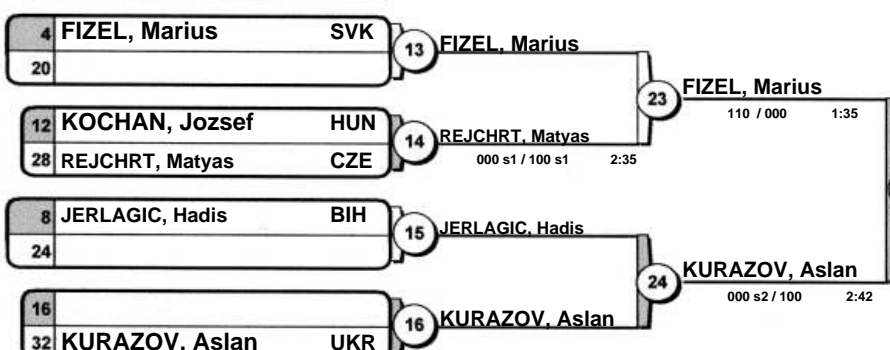 4 FIZEL, Marius SVK
20
13 FIZEL, Marius
12 KOCHAN, Jozsef HUN
28 REJCHRT, Matyas CZE
14 REJCHRT, Matyas
000 s1 / 100 s1 2:35
23 FIZEL, Marius
110 / 000 1:35
8 JERLAGIC, Hadis BIH
24
15 JERLAGIC, Hadis
16
32 KURAZOV, Aslan UKR
16 KURAZOV, Aslan
24 KURAZOV, Aslan
000 s2 / 100 2:42